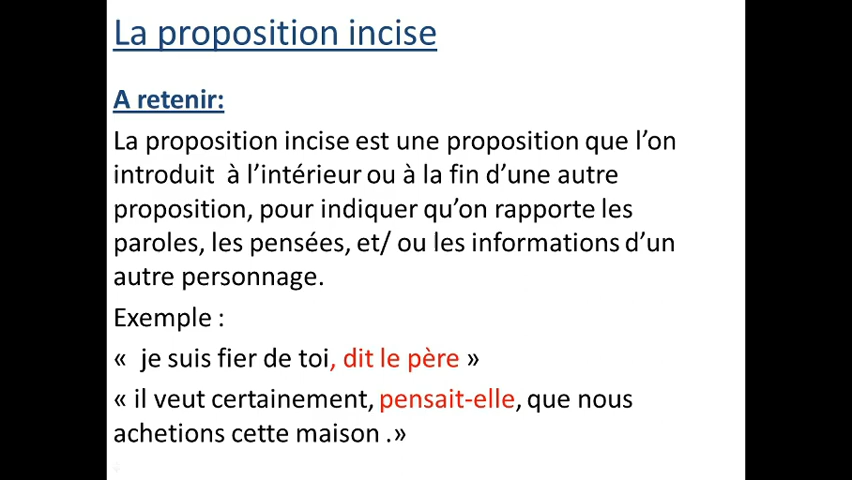 La proposition incise
A retenir:
La proposition incise est une proposition que l’on
introduit à l’intérieur ou à la fin d’une autre
proposition, pour indiquer qu’on rapporte les
paroles, les pensées, et/ ou les informations d’un
autre personnage.
Exemple :
« je suis fier de toi, dit le père »
« il veut certainement, pensait-elle, que nous
achetions cette maison .»